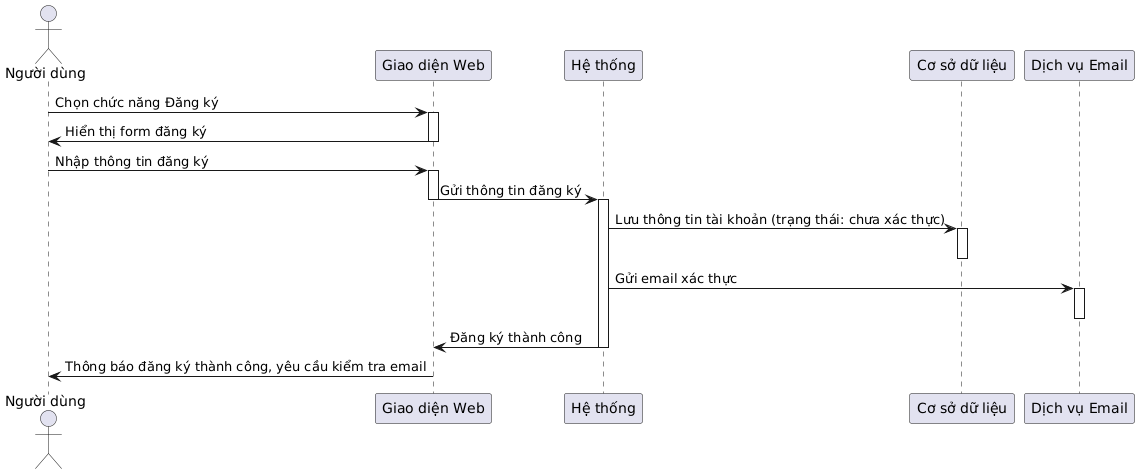 Người dùng
Giao diện Web
Hệ thống
Cơ sở dữ liệu
Dịch vụ Email
Chọn chức năng Đăng ký
Hiển thị form đăng ký
Nhập thông tin đăng ký
Gửi thông tin đăng ký
Lưu thông tin tài khoản (trạng thái: chưa xác thực)
Gửi email xác thực
Đăng ký thành công
Thông báo đăng ký thành công, yêu cầu kiểm tra email
Người dùng
Giao diện Web
Hệ thống
Cơ sở dữ liệu
Dịch vụ Email